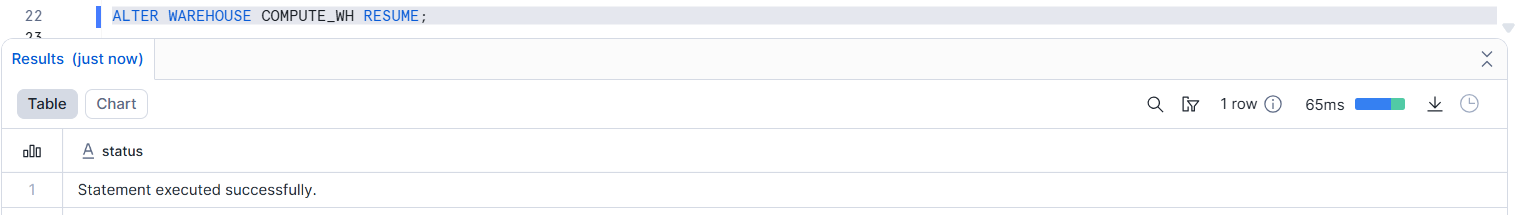 22 ALTER WAREHOUSE COMPUTE_WH RESUME;
23
Results (just now)
Table Chart 1 row 65ms
A status
1 Statement executed successfully.